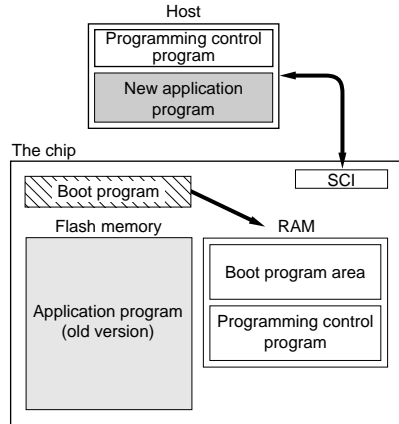 Host
Programming control
program
New application
program
The chip
Boot program
SCI
Flash memory
RAM
Application program
(old version)
Boot program area
Programming control
program